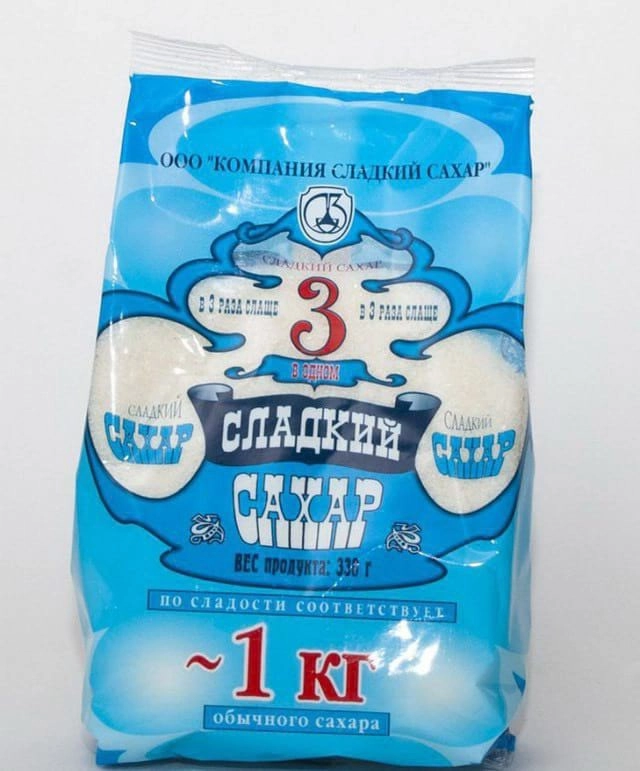 ООО "КОМПАНИЯ СЛАДКИЙ САХАР"
СЛАДКИЙ САХАР
В 3 РАЗА СЛАЩЕ
3
В 3 РАЗА СЛАЩЕ
В ОДНОМ
СЛАДКИЙ
САХАР
СЛАДКИЙ
САХАР
СЛАДКИЙ
САХАР
ВЕС продукта: 330 г
ПО СЛАДОСТИ СООТВЕТСТВУЕТ
~1 кг
обычного сахара